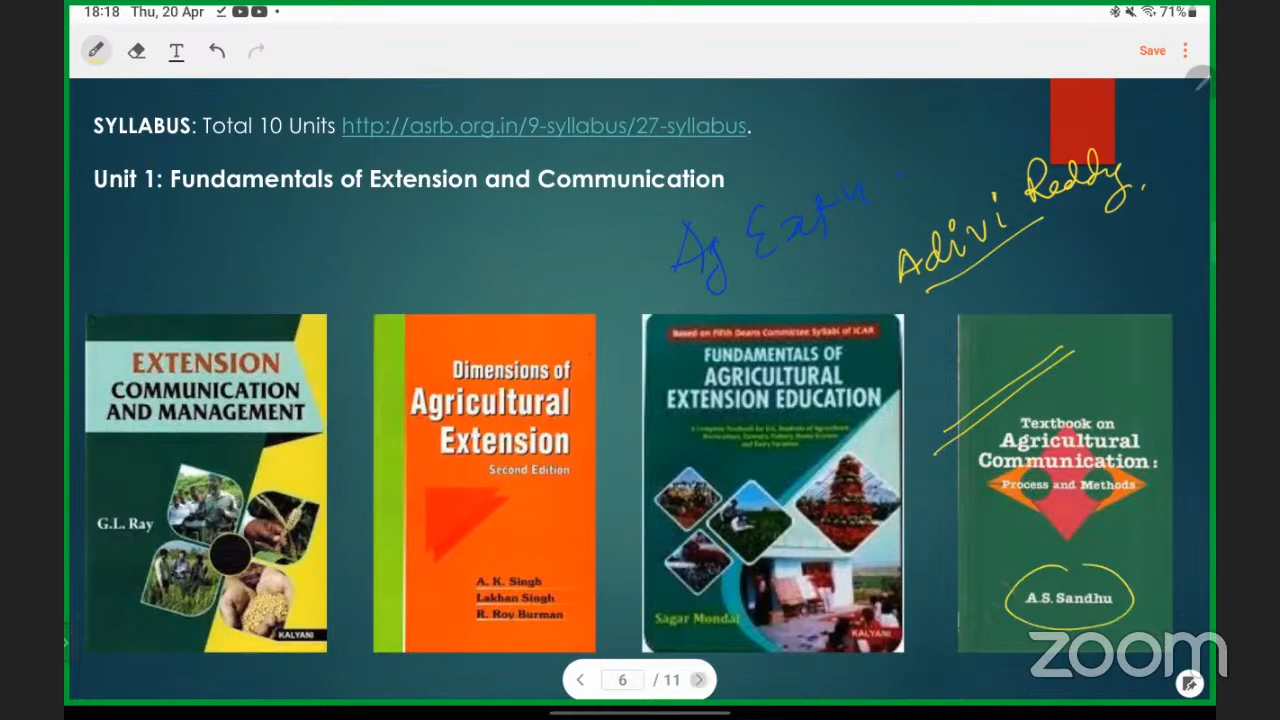 18:18 Thu, 20 Apr
71%
T
Save
SYLLABUS: Total 10 Units http://asrb.org.in/9-syllabus/27-syllabus.
Unit 1: Fundamentals of Extension and Communication
Ag Extn
Adivi Reddy,
EXTENSION
COMMUNICATION
AND MANAGEMENT
G.L. Ray
KALYANI
Dimensions of
Agricultural
Extension
Second Edition
A. K. Singh
Lakhan Singh
R. Roy Burman
Based on Fifth Deans Committee Syllabi of ICAR
FUNDAMENTALS OF
AGRICULTURAL
EXTENSION EDUCATION
Sagar Mondal
KALYANI
Textbook on
Agricultural
Communication:
Process and Methods
A.S. Sandhu
zoom
6 / 11